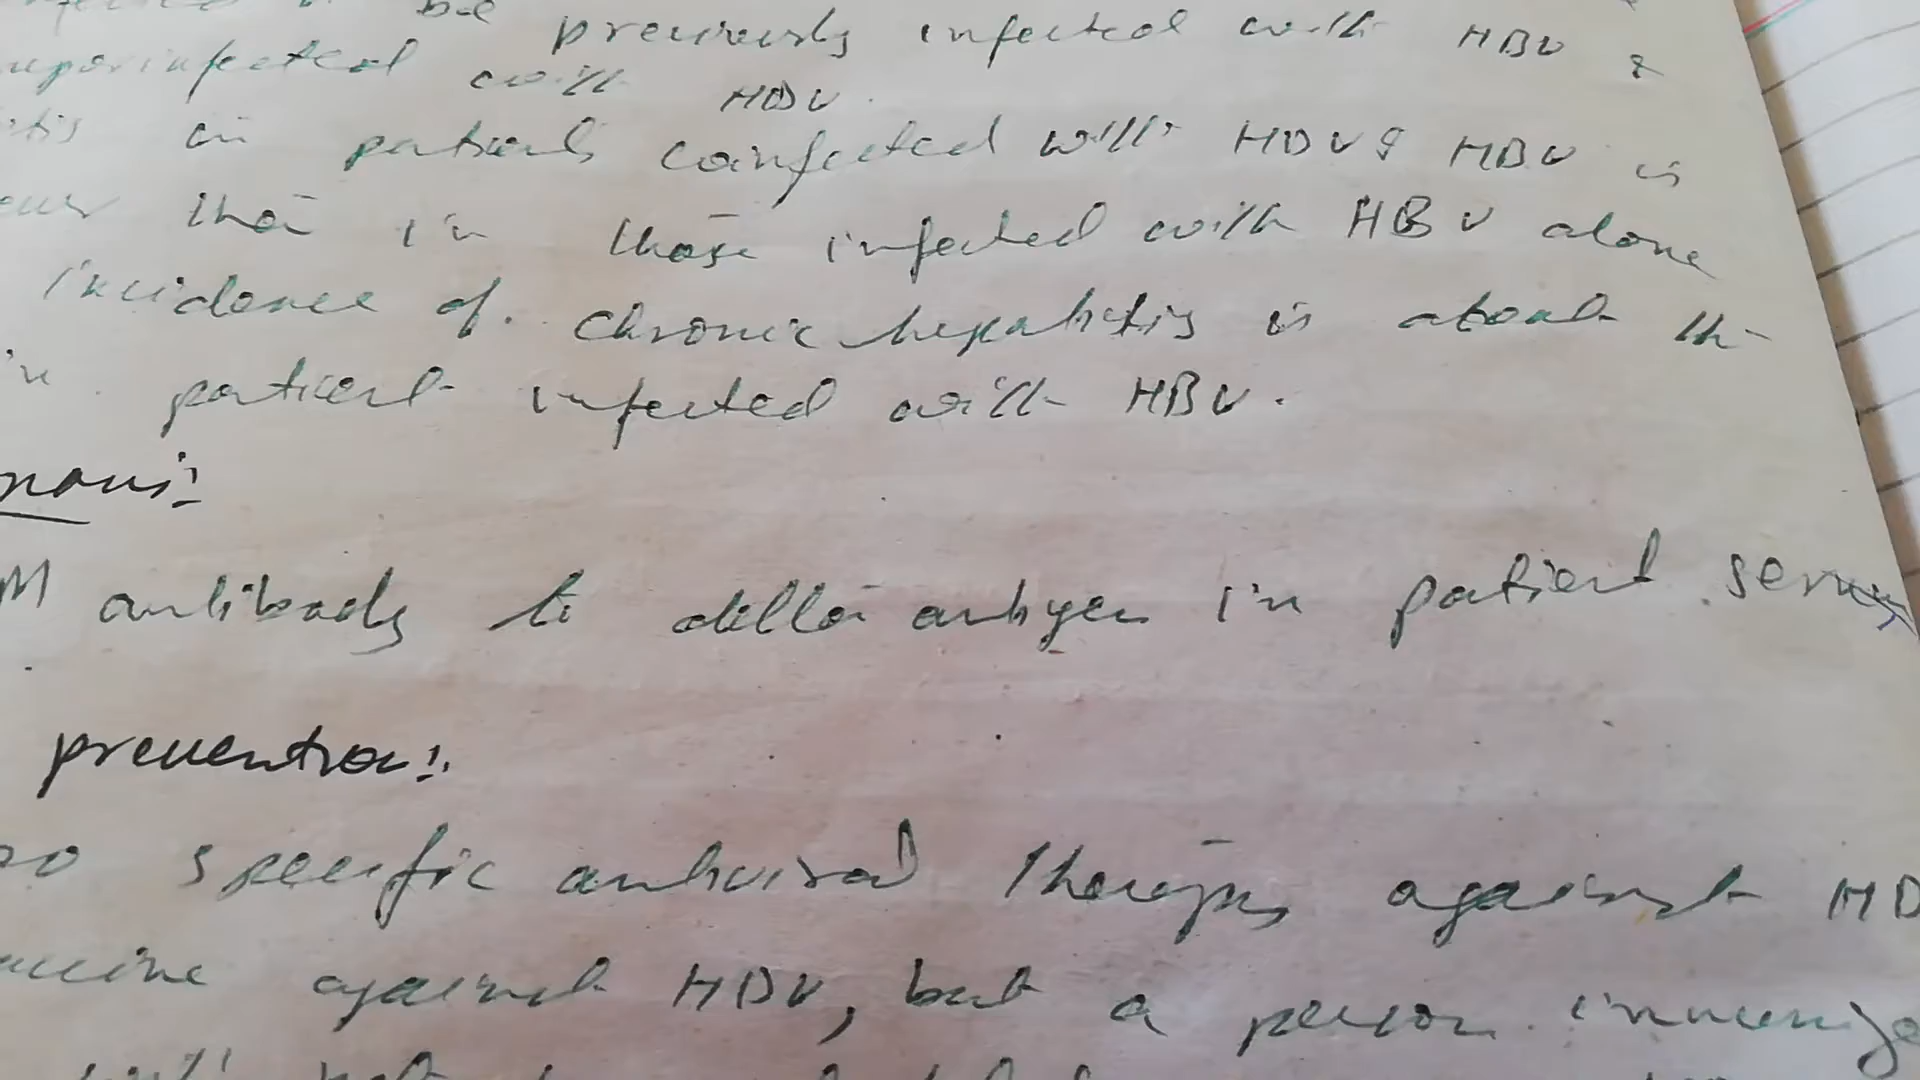 be previously infected with HBV &
superinfected with HDV.
in patients coinfected with HDV & HBV is
than in those infected with HBV alone
incidence of chronic hepatitis is about th
in patient infected with HBV.
M antibody to delta antigen in patient serum
prevention:
no specific antiviral therapy against HD
vaccine against HDV, but a person immunize